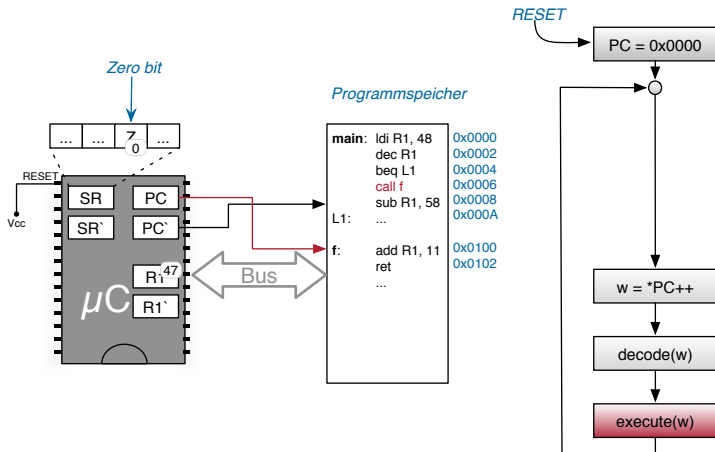 RESET
PC = 0x0000
Zero bit
Programmspeicher
... ... Z ...
0
main: ldi R1, 48 0x0000
dec R1 0x0002
beq L1 0x0004
call f 0x0006
sub R1, 58 0x0008
L1: ... 0x000A
f: add R1, 11 0x0100
ret 0x0102
...
RESET
Vcc
SR PC
SR` PC`
R1 47
R1`
µC
Bus
w = *PC++
decode(w)
execute(w)